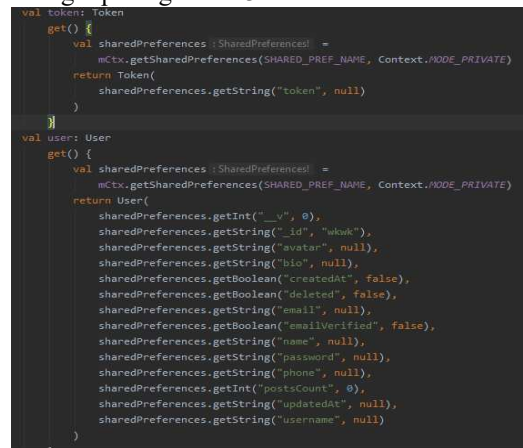 val token: Token
get() {
val sharedPreferences : SharedPreferences! =
mCtx.getSharedPreferences(SHARED_PREF_NAME, Context.MODE_PRIVATE)
return Token(
sharedPreferences.getString("token", null)
)
}
val user: User
get() {
val sharedPreferences : SharedPreferences! =
mCtx.getSharedPreferences(SHARED_PREF_NAME, Context.MODE_PRIVATE)
return User(
sharedPreferences.getInt("__v", 0),
sharedPreferences.getString("_id", "wkwk"),
sharedPreferences.getString("avatar", null),
sharedPreferences.getString("bio", null),
sharedPreferences.getBoolean("createdAt", false),
sharedPreferences.getBoolean("deleted", false),
sharedPreferences.getString("email", null),
sharedPreferences.getBoolean("emailVerified", false),
sharedPreferences.getString("name", null),
sharedPreferences.getString("password", null),
sharedPreferences.getString("phone", null),
sharedPreferences.getInt("postsCount", 0),
sharedPreferences.getString("updatedAt", null),
sharedPreferences.getString("username", null)
)